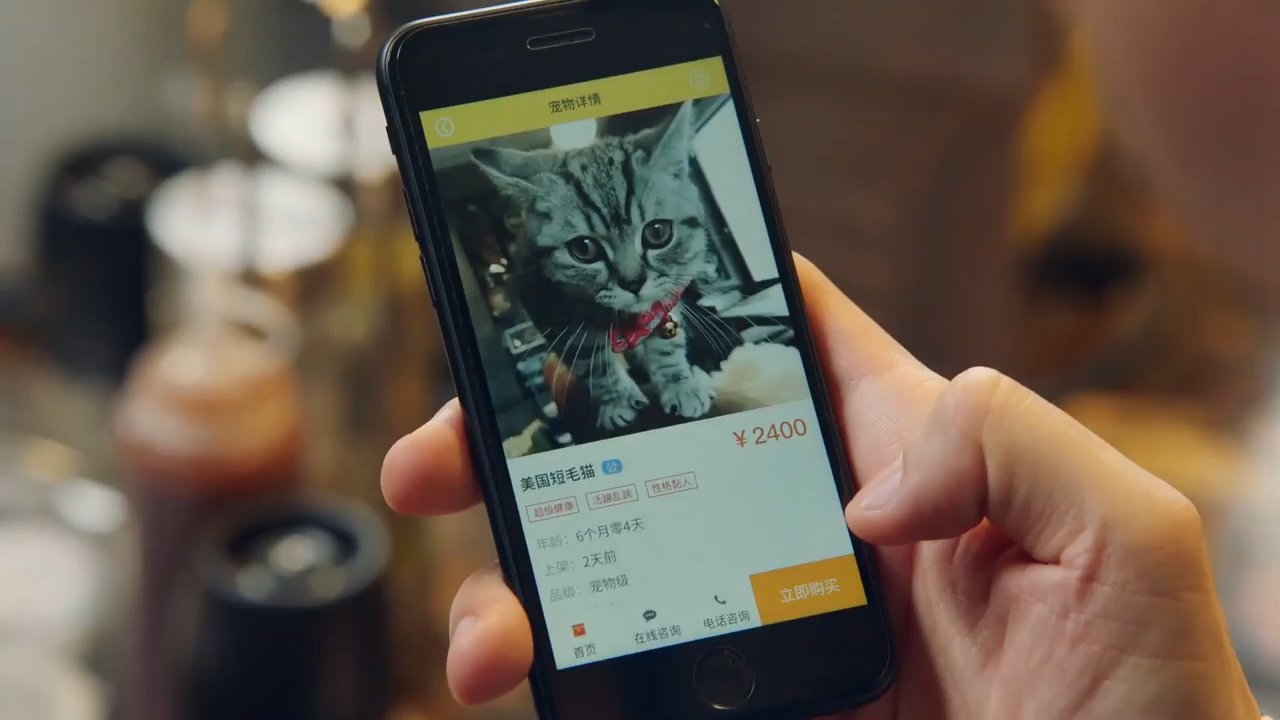 宠物详情
¥2400
美国短毛猫 公
超级健康 活蹦乱跳 性格黏人
年龄：6个月零4天
上架：2天前
品级：宠物级
首页 在线咨询 电话咨询 立即购买